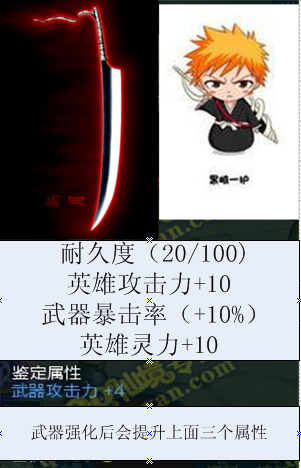 黑崎一护
耐久度（20/100)
英雄攻击力+10
武器暴击率（+10%）
英雄灵力+10
鉴定属性
武器攻击力 +4
武器强化后会提升上面三个属性